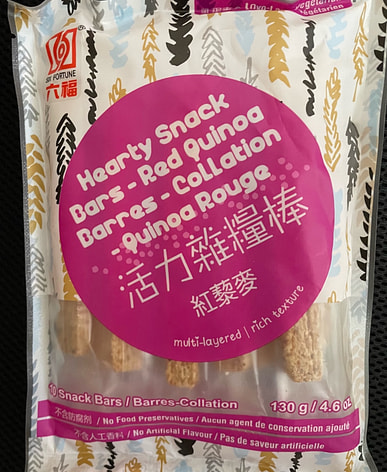 Vegetarian
Végétarien
SIX FORTUNE
六福
®
Hearty Snack
Bars - Red Quinoa
Barres - Collation
- Quinoa Rouge
活力雜糧棒
紅藜麥
multi-layered | rich texture
10 Snack Bars / Barres-Collation
130 g / 4.6 oz
不含防腐劑 / No Food Preservatives / Aucun agent de conservation ajouté
不含人工香料 / No Artificial Flavour / Pas de saveur artificielle